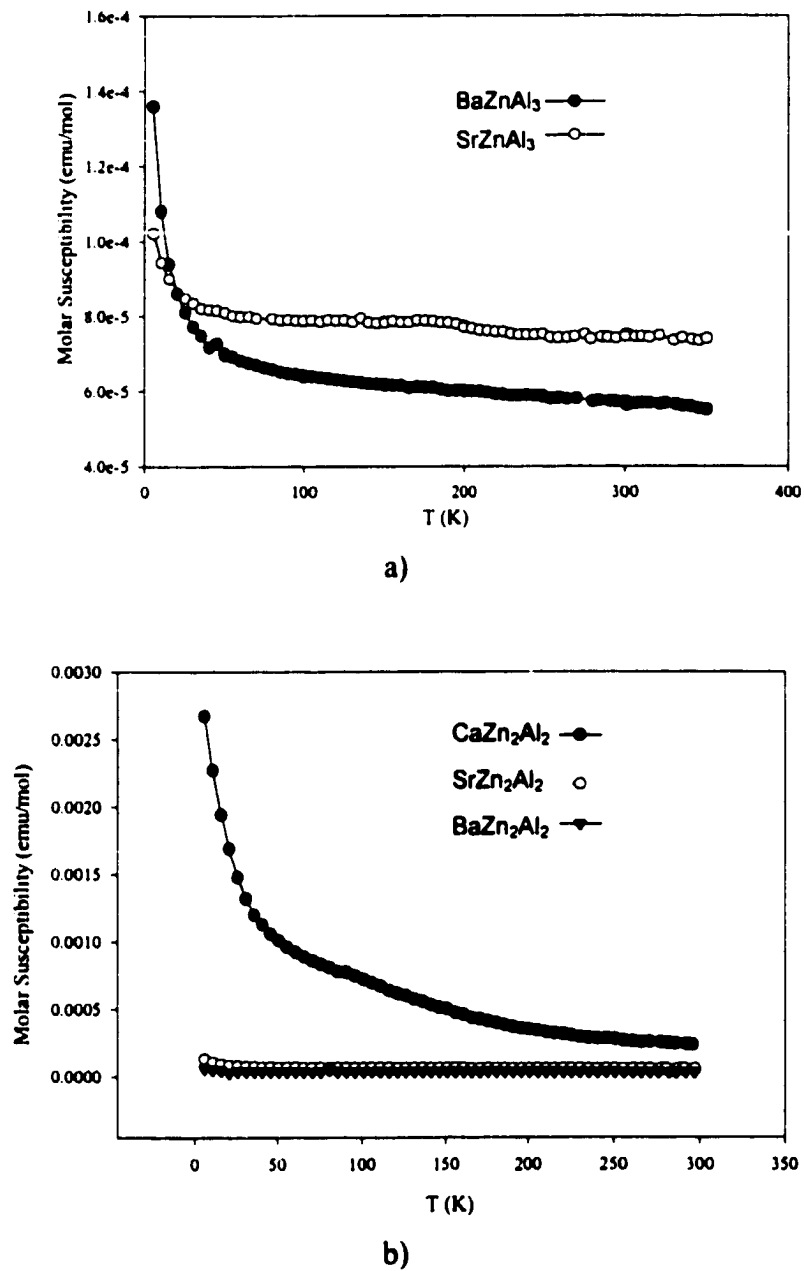 1.6e-4
1.4e-4
1.2e-4
1.0e-4
8.0e-5
6.0e-5
4.0e-5
Molar Susceptibility (emu/mol)
BaZnAl₃
SrZnAl₃
0 100 200 300 400
T (K)
a)
0.0030
0.0025
0.0020
0.0015
0.0010
0.0005
0.0000
Molar Susceptibility (emu/mol)
CaZn₂Al₂
SrZn₂Al₂
BaZn₂Al₂
0 50 100 150 200 250 300 350
T (K)
b)